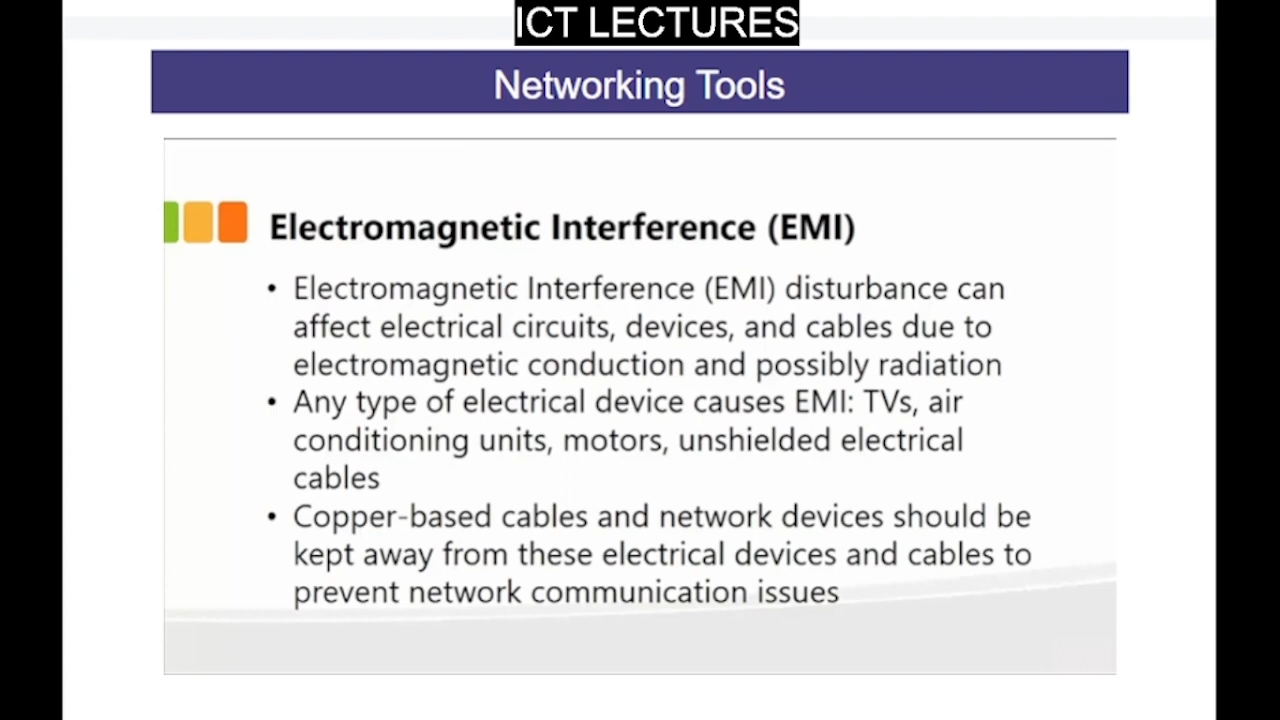 ICT LECTURES
Networking Tools
Electromagnetic Interference (EMI)
• Electromagnetic Interference (EMI) disturbance can
affect electrical circuits, devices, and cables due to
electromagnetic conduction and possibly radiation
• Any type of electrical device causes EMI: TVs, air
conditioning units, motors, unshielded electrical
cables
• Copper-based cables and network devices should be
kept away from these electrical devices and cables to
prevent network communication issues